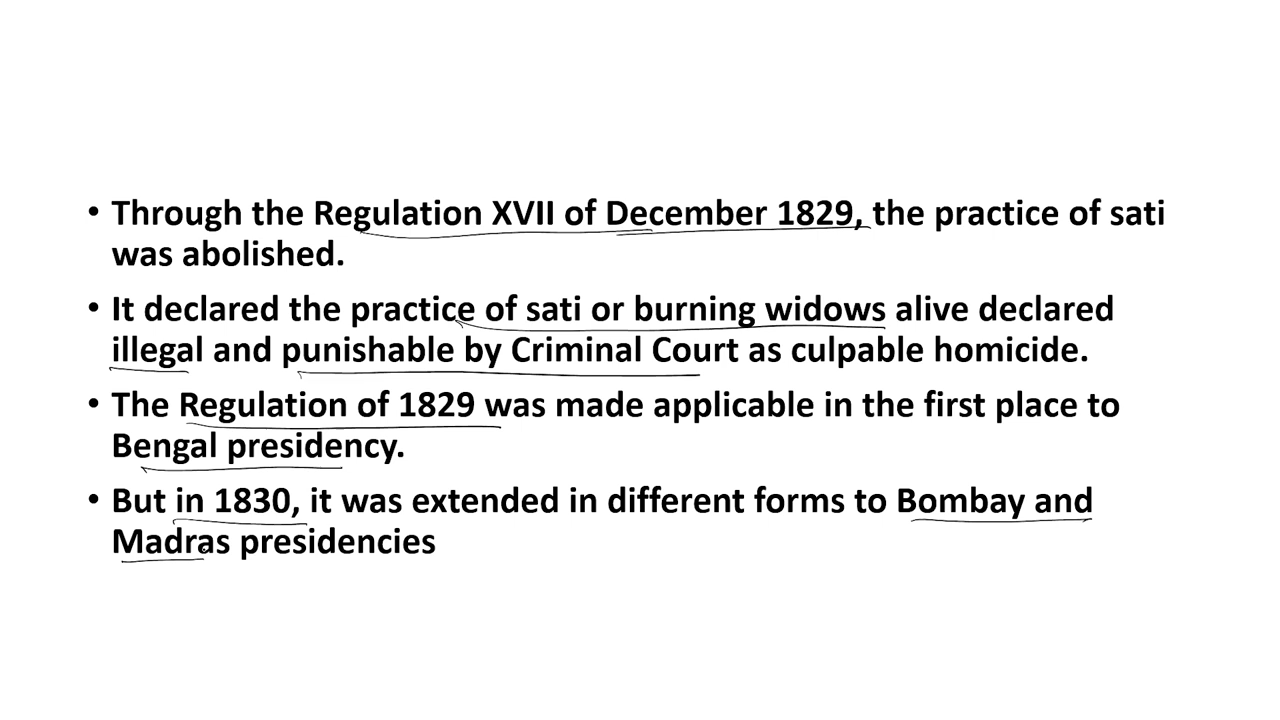 • Through the Regulation XVII of December 1829, the practice of sati
was abolished.
• It declared the practice of sati or burning widows alive declared
illegal and punishable by Criminal Court as culpable homicide.
• The Regulation of 1829 was made applicable in the first place to
Bengal presidency.
• But in 1830, it was extended in different forms to Bombay and
Madras presidencies